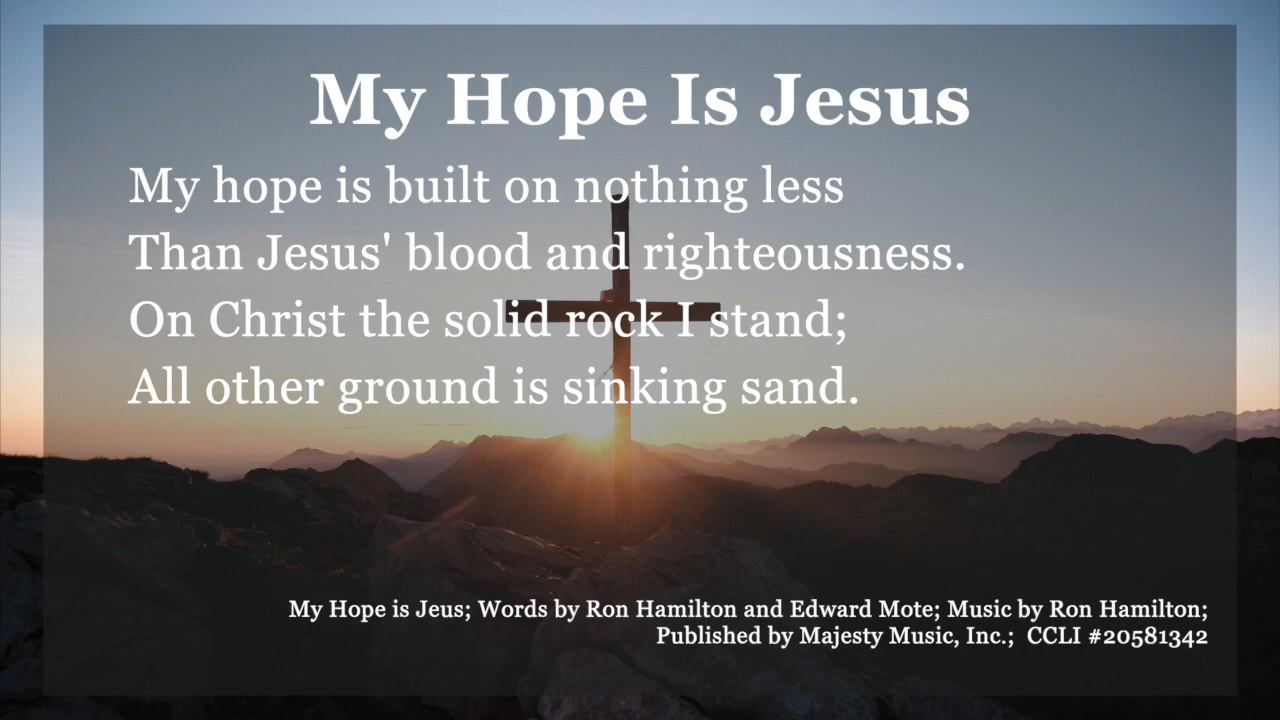 My Hope Is Jesus
My hope is built on nothing less
Than Jesus' blood and righteousness.
On Christ the solid rock I stand;
All other ground is sinking sand.
My Hope is Jeus; Words by Ron Hamilton and Edward Mote; Music by Ron Hamilton;
Published by Majesty Music, Inc.;  CCLI #20581342